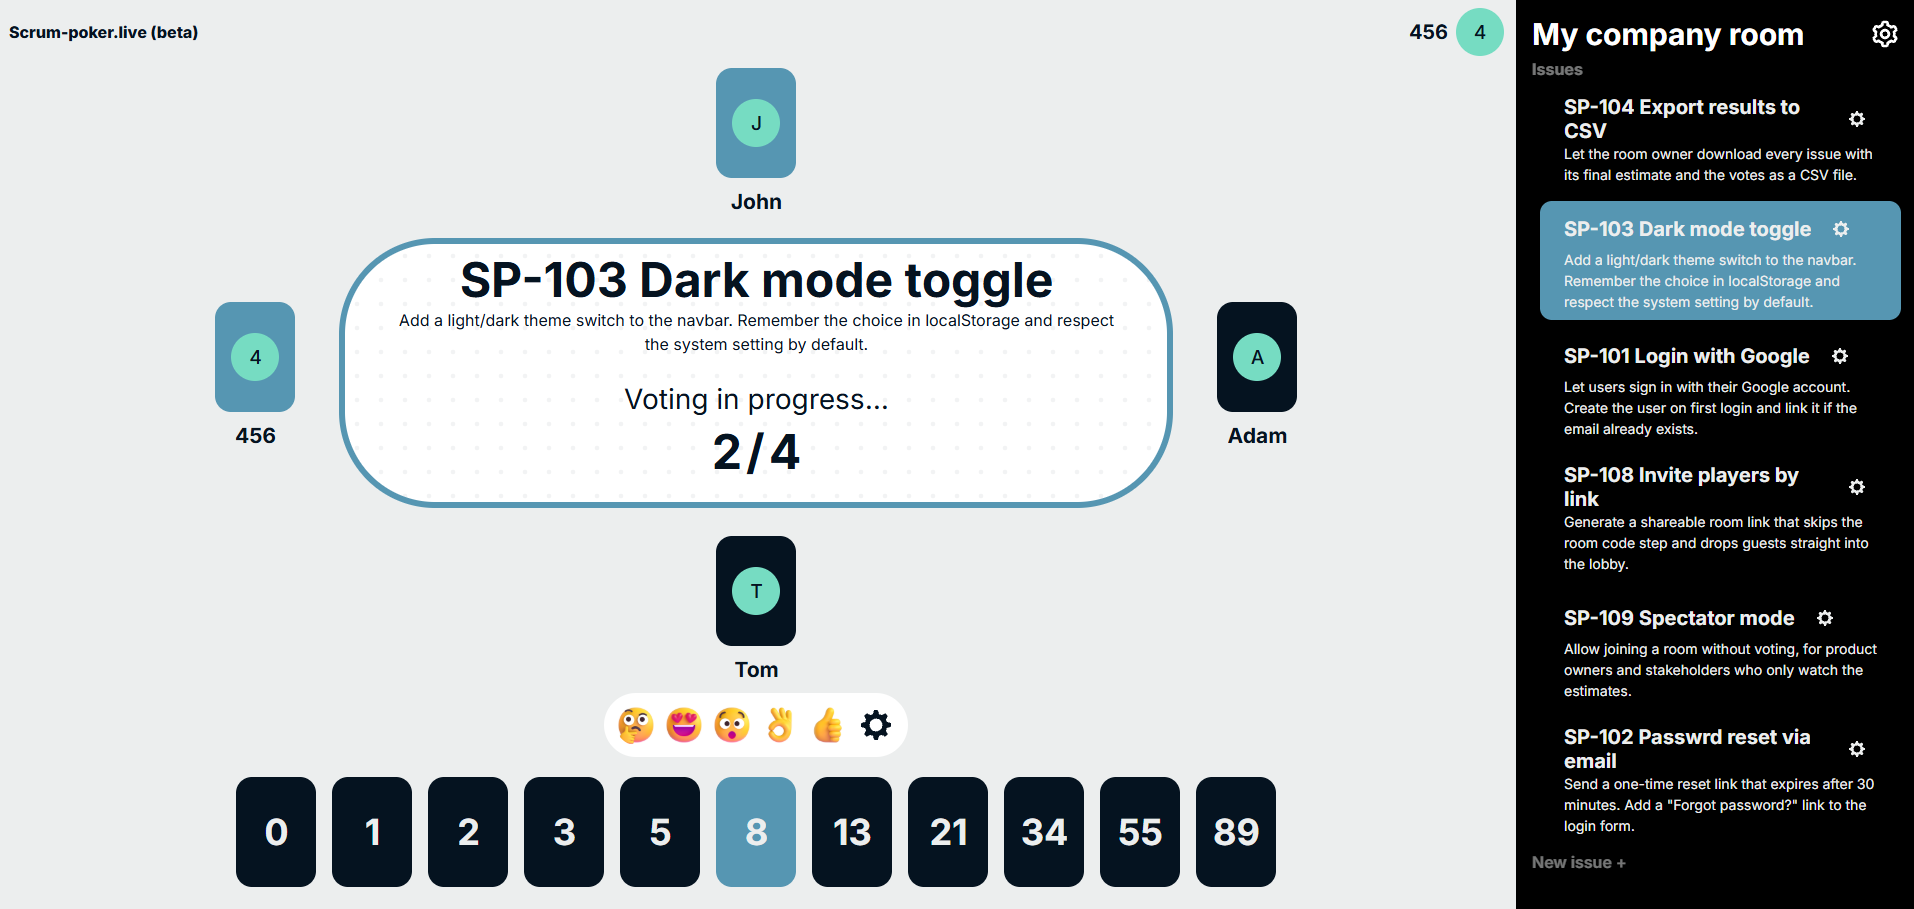 Scrum-poker.live (beta)
456 4
J
John
SP-103 Dark mode toggle
Add a light/dark theme switch to the navbar. Remember the choice in localStorage and respect
the system setting by default.
Voting in progress...
2/4
4
456
A
Adam
T
Tom
0 1 2 3 5 8 13 21 34 55 89
My company room
Issues
SP-104 Export results to
CSV
Let the room owner download every issue with
its final estimate and the votes as a CSV file.
SP-103 Dark mode toggle
Add a light/dark theme switch to the navbar.
Remember the choice in localStorage and
respect the system setting by default.
SP-101 Login with Google
Let users sign in with their Google account.
Create the user on first login and link it if the
email already exists.
SP-108 Invite players by
link
Generate a shareable room link that skips the
room code step and drops guests straight into
the lobby.
SP-109 Spectator mode
Allow joining a room without voting, for product
owners and stakeholders who only watch the
estimates.
SP-102 Passwrd reset via
email
Send a one-time reset link that expires after 30
minutes. Add a "Forgot password?" link to the
login form.
New issue +